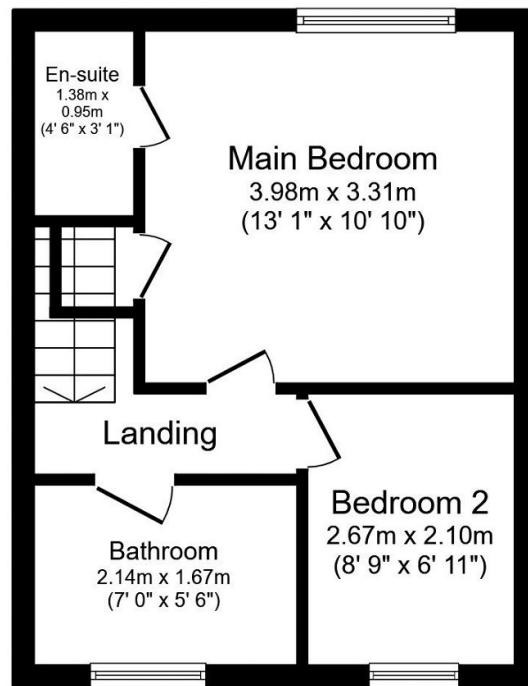 En-suite
1.38m x
0.95m
(4' 6" x 3' 1")
Main Bedroom
3.98m x 3.31m
(13' 1" x 10' 10")
Landing
Bedroom 2
2.67m x 2.10m
(8' 9" x 6' 11")
Bathroom
2.14m x 1.67m
(7' 0" x 5' 6")